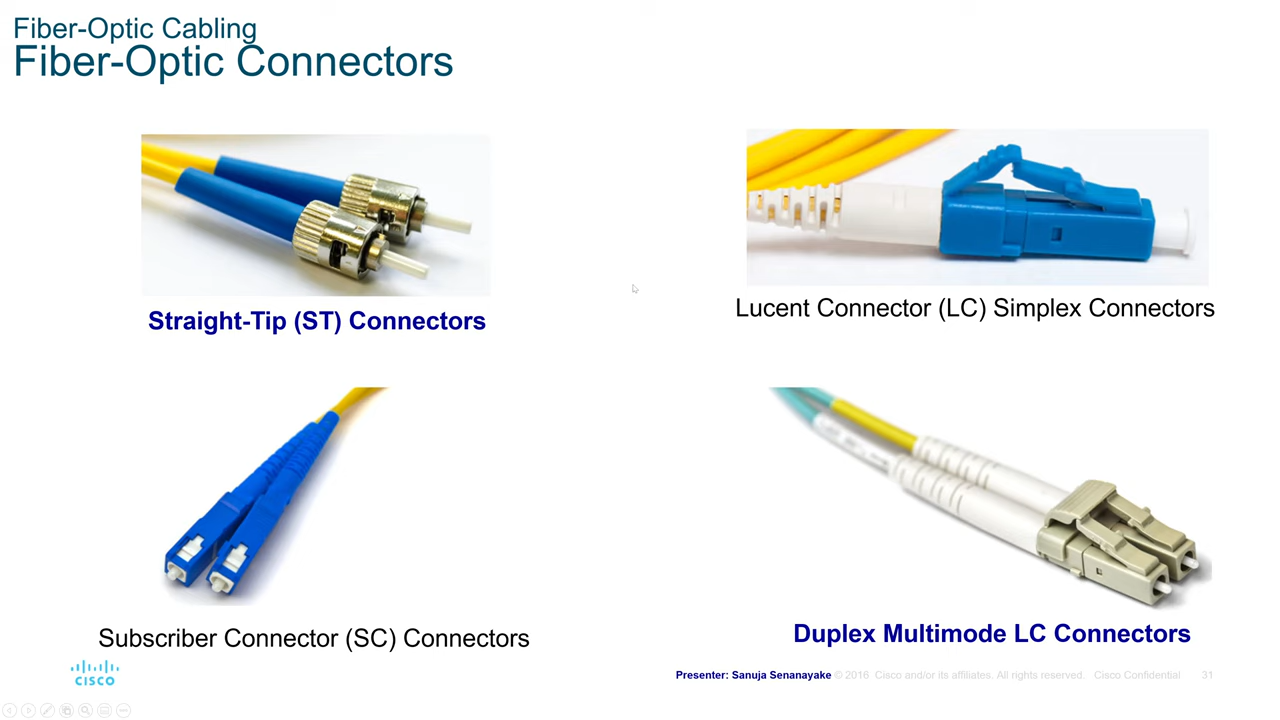 Fiber-Optic Cabling
Fiber-Optic Connectors
Straight-Tip (ST) Connectors
Lucent Connector (LC) Simplex Connectors
Subscriber Connector (SC) Connectors
Duplex Multimode LC Connectors
CISCO
Presenter: Sanuja Senanayake © 2016 Cisco and/or its affiliates. All rights reserved. Cisco Confidential 31